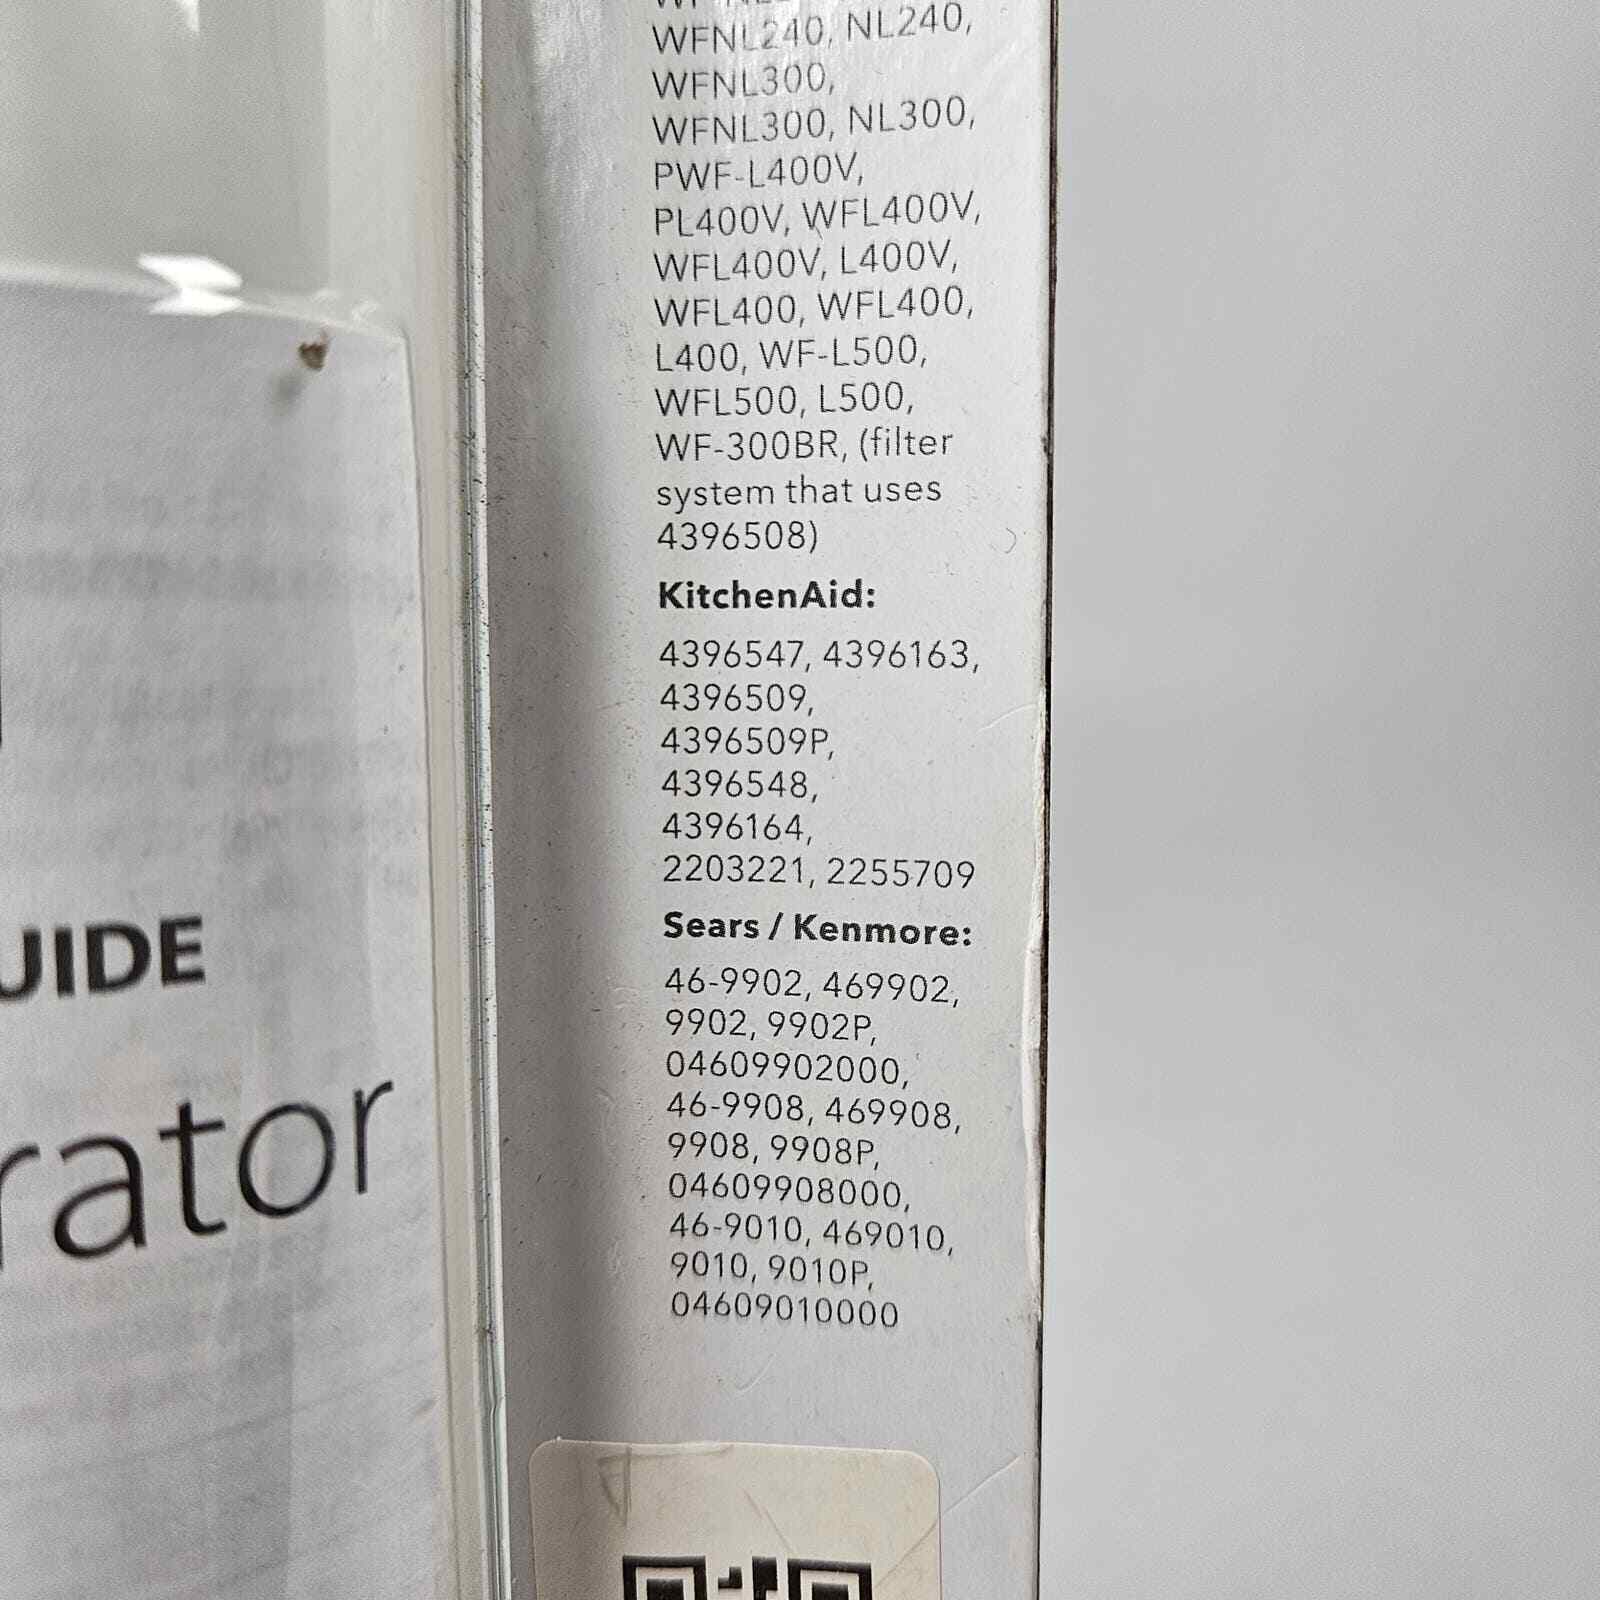 WFNL240, NL240,
WFNL300,
WFNL300, NL300,
PWF-L400V,
PL400V, WFL400V,
WFL400V, L400V,
WFL400, WFL400,
L400, WF-L500,
WFL500, L500,
WF-300BR, (filter
system that uses
4396508)
KitchenAid:
4396547, 4396163,
4396509,
4396509P,
4396548,
4396164,
2203221, 2255709
Sears / Kenmore:
46-9902, 469902,
9902, 9902P,
04609902000,
46-9908, 469908,
9908, 9908P,
04609908000,
46-9010, 469010,
9010, 9010P,
04609010000
UIDE
rator